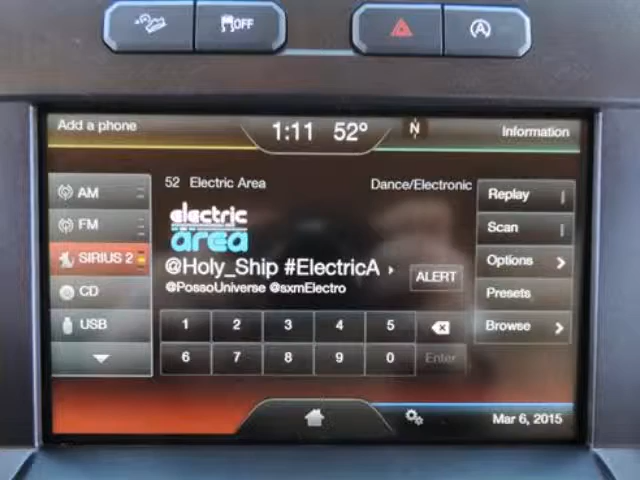 OFF
A
Add a phone
1:11 52° N
Information
AM
FM
SIRIUS 2
CD
USB
52 Electric Area
Dance/Electronic
electric
area
@Holy_Ship #ElectricA
@PossoUniverse @sxmElectro
ALERT
1 2 3 4 5
6 7 8 9 0 Enter
Replay
Scan
Options
Presets
Browse
Mar 6, 2015